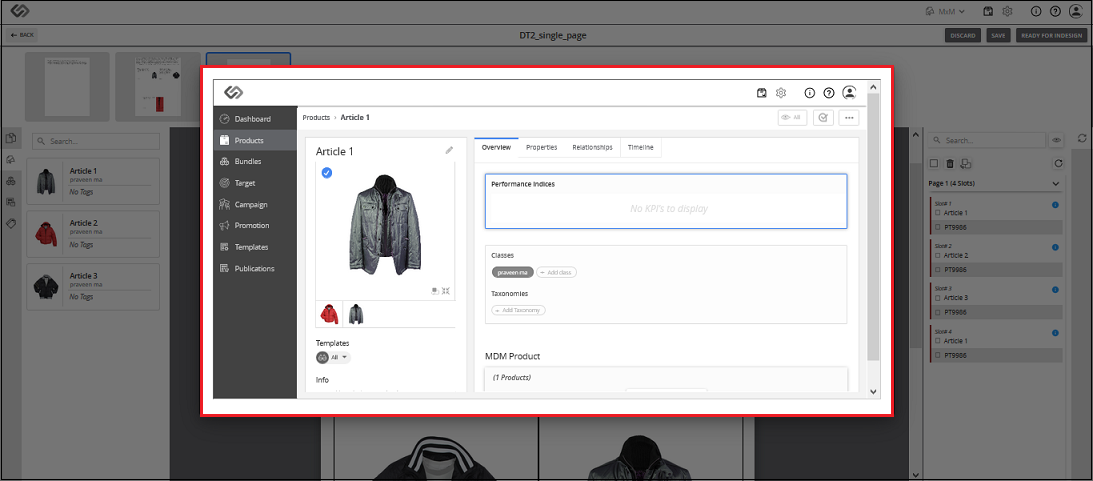 MxM
BACK
DT2_single_page
DISCARD
SAVE
READY FOR INDESIGN
Search...
Article 1
praveen ma
No Tags
Article 2
praveen ma
No Tags
Article 3
praveen ma
No Tags
Dashboard
Products
Bundles
Target
Campaign
Promotion
Templates
Publications
Products › Article 1
All
Article 1
Templates
All
Info
Overview
Properties
Relationships
Timeline
Performance Indices
No KPI's to display
Classes
praveen ma
+ Add class
Taxonomies
+ Add Taxonomy
MDM Product
(1 Products)
Search...
Page 1 (4 Slots)
Slot# 1
Article 1
PT9986
Slot# 2
Article 2
PT9986
Slot# 3
Article 3
PT9986
Slot# 4
Article 1
PT9986